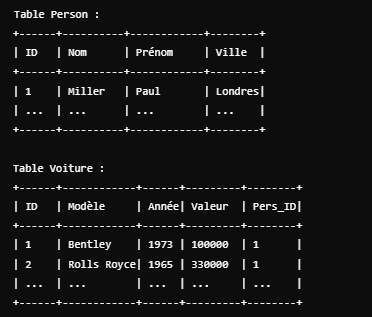 Table Person :
+------+-----------+------------+--------+
| ID   | Nom       | Prénom     | Ville  |
+------+-----------+------------+--------+
| 1    | Miller    | Paul       | Londres|
| ...  | ...       | ...        | ...    |
+------+-----------+------------+--------+
Table Voiture :
+------+------------+------+---------+--------+
| ID   | Modèle     | Année| Valeur  | Pers_ID|
+------+------------+------+---------+--------+
| 1    | Bentley    | 1973 | 100000  | 1      |
| 2    | Rolls Royce| 1965 | 330000  | 1      |
| ...  | ...        | ...  | ...     | ...    |
+------+------------+------+---------+--------+